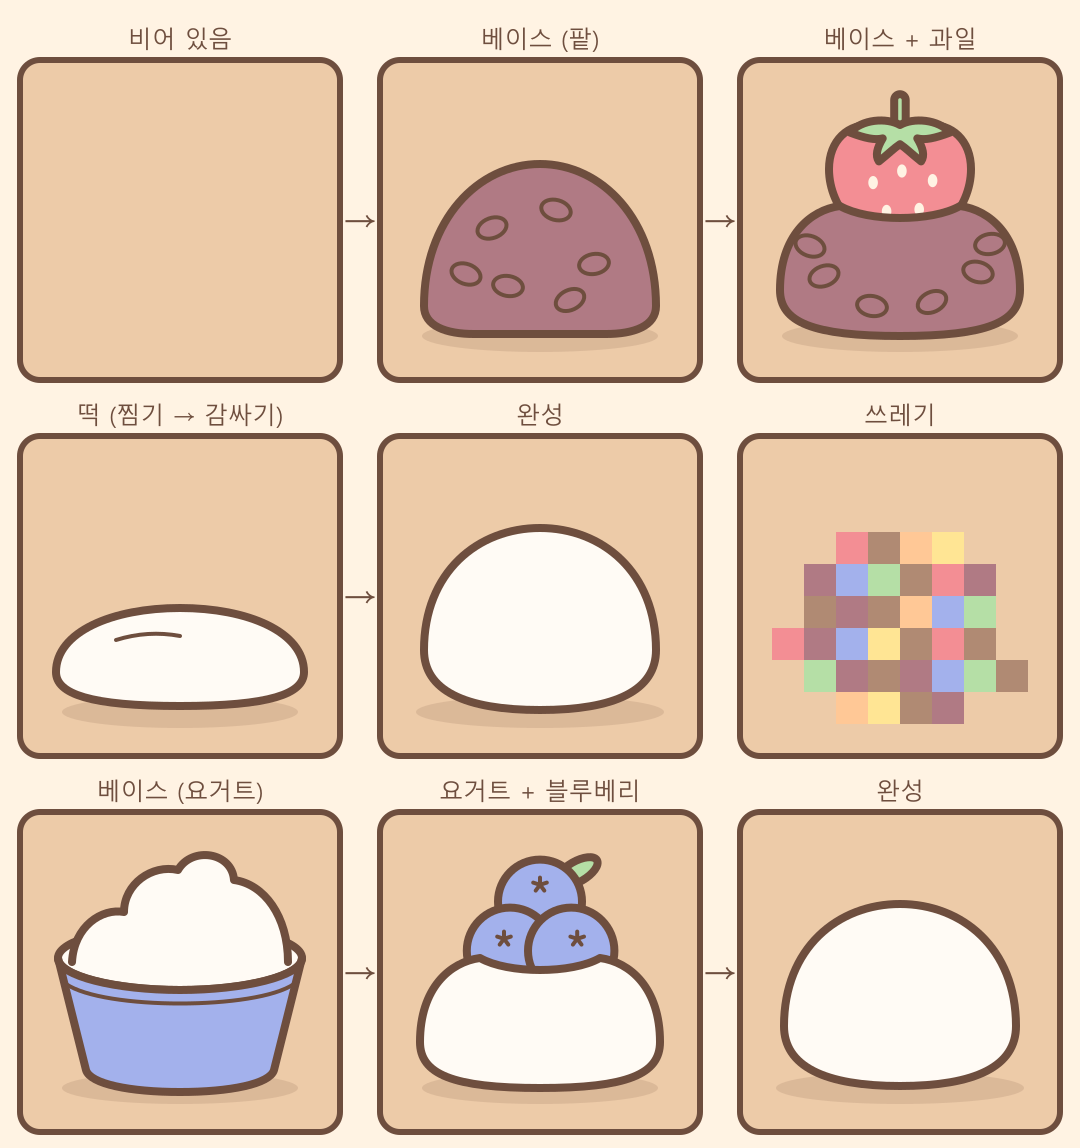 비어 있음
베이스 (팥)
베이스 + 과일
→
→
떡 (찜기 → 감싸기)
완성
쓰레기
→
베이스 (요거트)
요거트 + 블루베리
완성
→
→